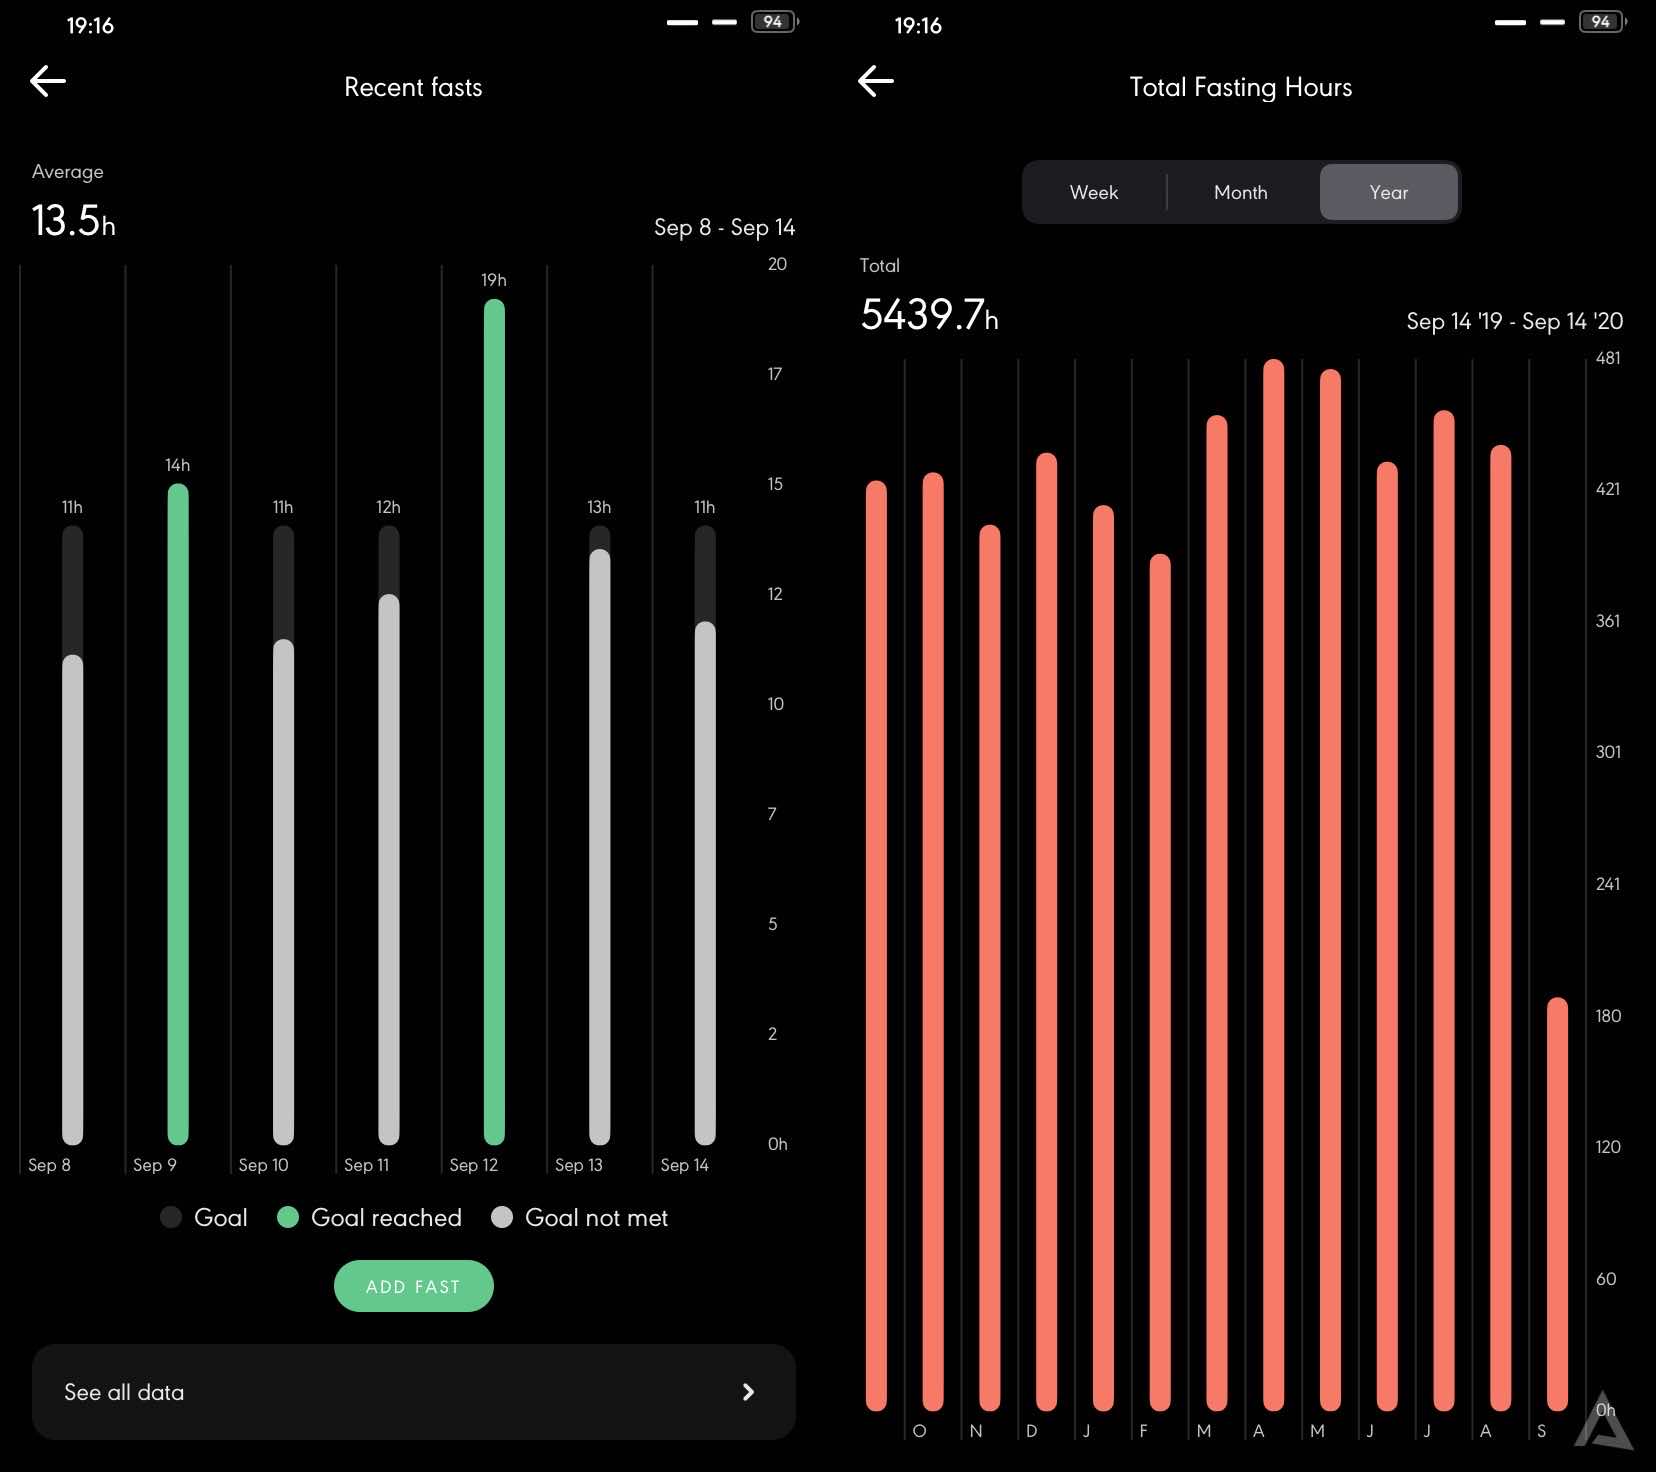 19:16
94
Recent fasts
Average
13.5h
Sep 8 - Sep 14
20
19h
17
14h
15
11h
11h
12h
13h
11h
12
10
7
5
2
0h
Sep 8
Sep 9
Sep 10
Sep 11
Sep 12
Sep 13
Sep 14
Goal
Goal reached
Goal not met
ADD FAST
See all data
19:16
94
Total Fasting Hours
Week
Month
Year
Total
5439.7h
Sep 14 '19 - Sep 14 '20
481
421
361
301
241
180
120
60
0h
O
N
D
J
F
M
A
M
J
J
A
S